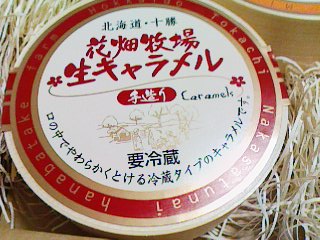 北海道・十勝
花畑牧場
生キャラメル
手造り Caramels
要冷蔵
口の中でやわらかくとける冷蔵タイプのキャラメルです。
hanabatake farm Hokkaido Tokachi Nakasatsunai